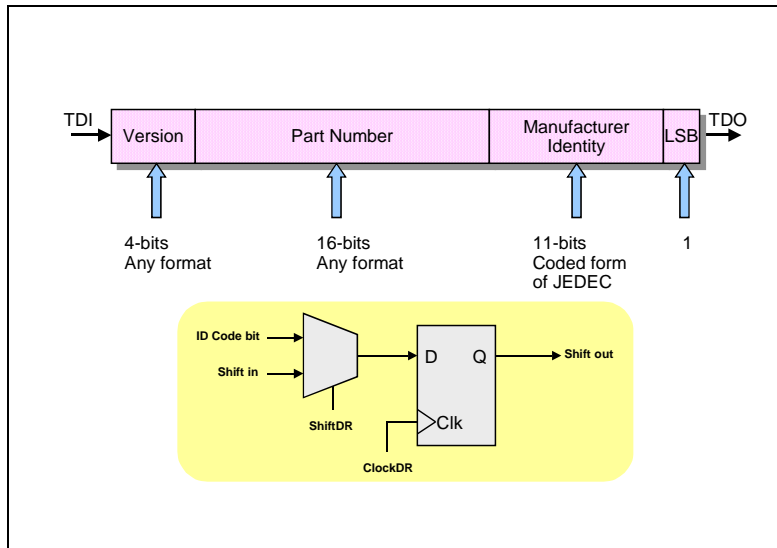 TDI
Version
Part Number
Manufacturer
Identity
LSB
TDO
4-bits
Any format
16-bits
Any format
11-bits
Coded form
of JEDEC
1
ID Code bit
Shift in
ShiftDR
D
Q
Clk
ClockDR
Shift out